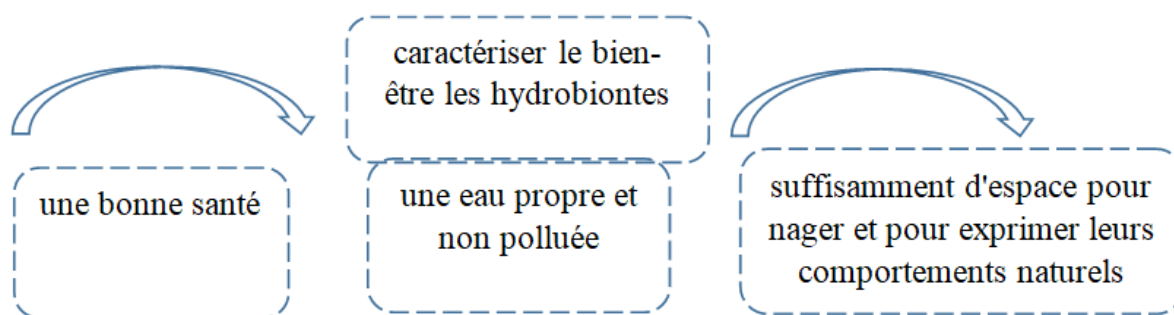 caractériser le bien-
être les hydrobiontes
une bonne santé
une eau propre et
non polluée
suffisamment d'espace pour
nager et pour exprimer leurs
comportements naturels